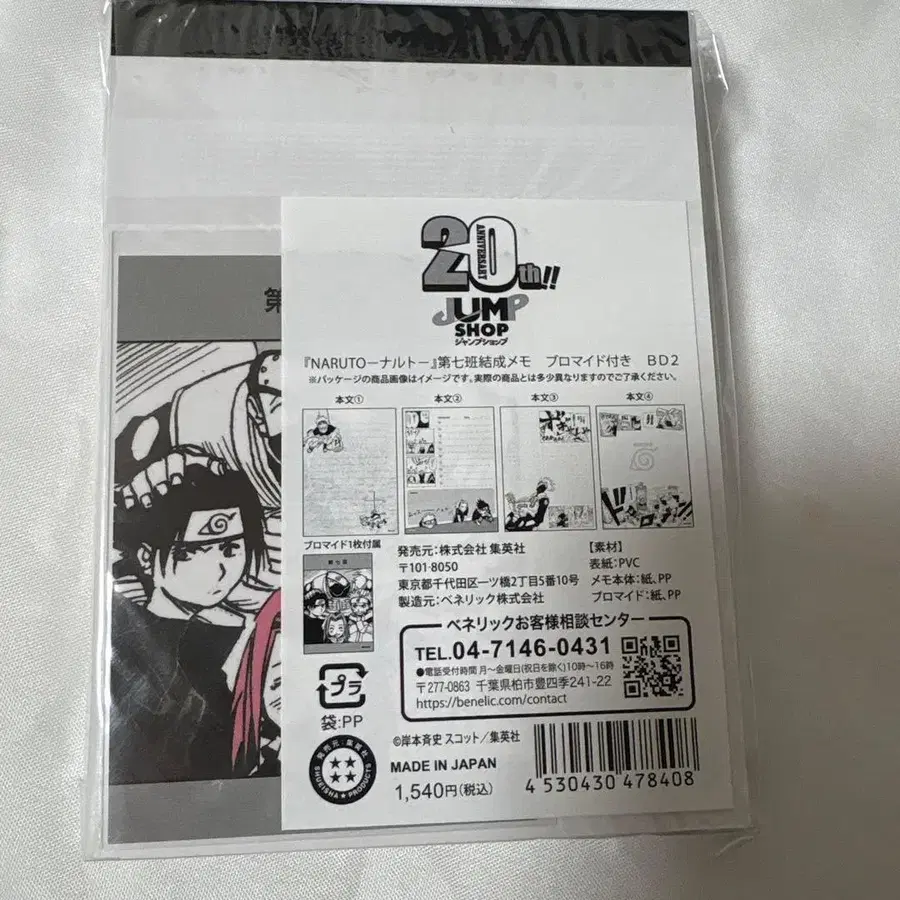 第
20th!!
ANNIVERSARY
JUMP
SHOP
ジャンプショップ
『NARUTO－ナルト－』第七班結成メモ　ブロマイド付き　BD2
※パッケージの商品画像はイメージです。実際の商品とは多少異なりますのでご了承ください。
本文① 本文② 本文③ 本文④
ブロマイド1枚付属
第七班
発売元：株式会社 集英社
〒101-8050
東京都千代田区一ツ橋2丁目5番10号
製造元：ベネリック株式会社
【素材】
表紙：PVC
メモ本体：紙、PP
ブロマイド：紙、PP
ベネリックお客様相談センター
TEL.04-7146-0431
●電話受付時間 月～金曜日(祝日を除く)10時～16時
〒277-0863 千葉県柏市豊四季241-22
https://benelic.com/contact
プラ
袋：PP
©岸本斉史 スコット／集英社
発売元：集英社
SHUEISHA★PRODUCTS
MADE IN JAPAN
1,540円(税込)
4 530430 478408